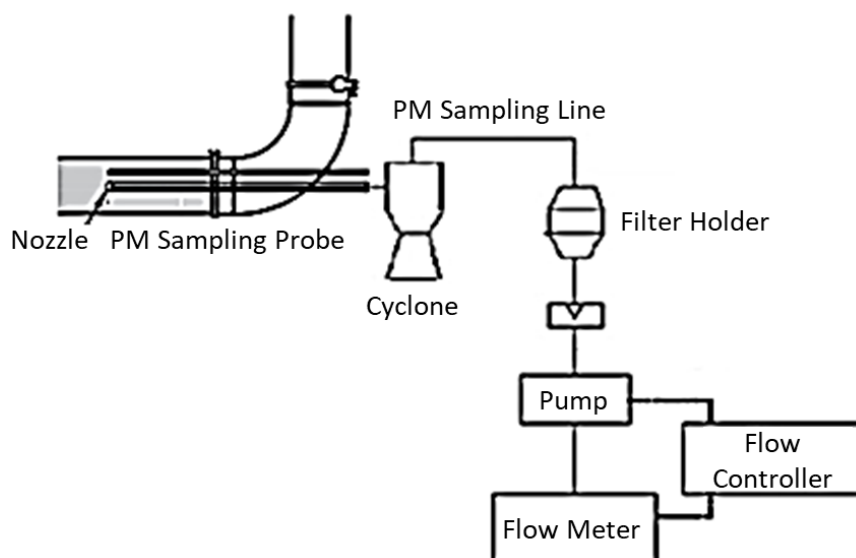 PM Sampling Line
Nozzle
PM Sampling Probe
Filter Holder
Cyclone
Pump
Flow
Controller
Flow Meter